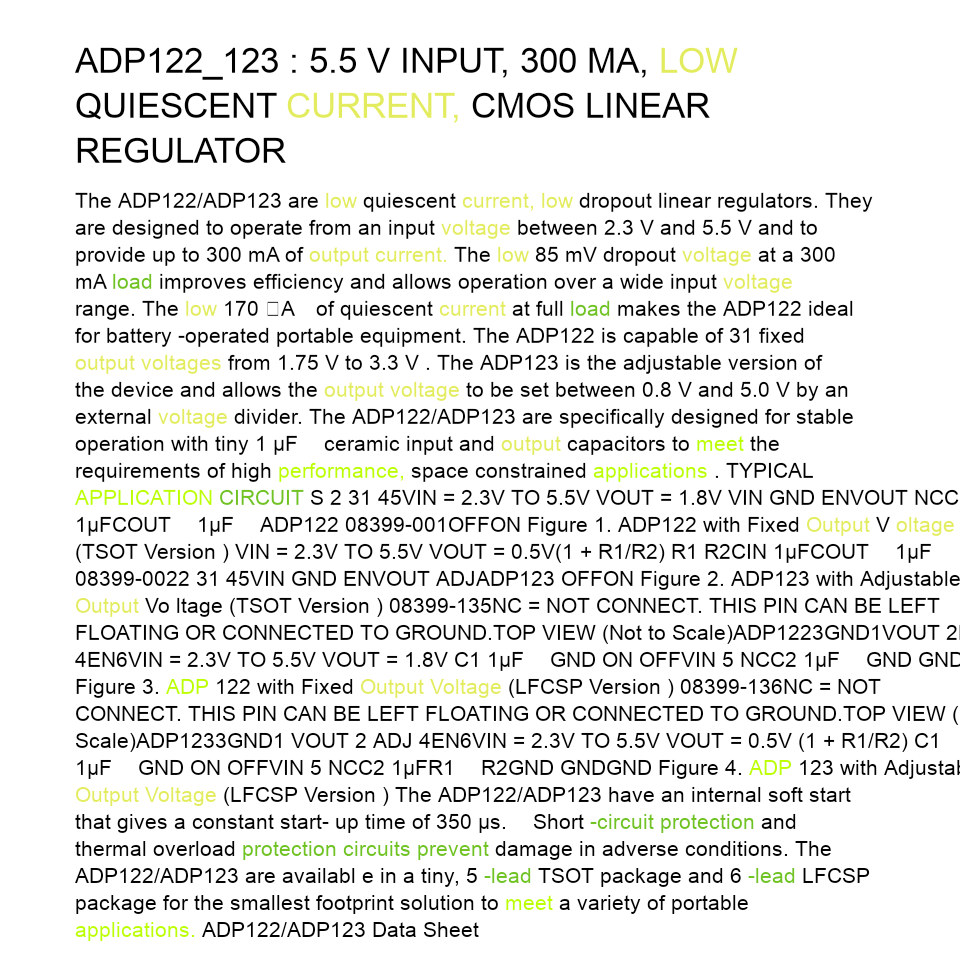 ADP122_123 : 5.5 V INPUT, 300 MA, LOW
QUIESCENT CURRENT, CMOS LINEAR
REGULATOR
The ADP122/ADP123 are low quiescent current, low dropout linear regulators. They
are designed to operate from an input voltage between 2.3 V and 5.5 V and to
provide up to 300 mA of output current. The low 85 mV dropout voltage at a 300
mA load improves efficiency and allows operation over a wide input voltage
range. The low 170 □A of quiescent current at full load makes the ADP122 ideal
for battery -operated portable equipment. The ADP122 is capable of 31 fixed
output voltages from 1.75 V to 3.3 V . The ADP123 is the adjustable version of
the device and allows the output voltage to be set between 0.8 V and 5.0 V by an
external voltage divider. The ADP122/ADP123 are specifically designed for stable
operation with tiny 1 µF ceramic input and output capacitors to meet the
requirements of high performance, space constrained applications . TYPICAL
APPLICATION CIRCUIT S 2 31 45VIN = 2.3V TO 5.5V VOUT = 1.8V VIN GND ENVOUT NCC
1µFCOUT 1µF ADP122 08399-001OFFON Figure 1. ADP122 with Fixed Output V oltage
(TSOT Version ) VIN = 2.3V TO 5.5V VOUT = 0.5V(1 + R1/R2) R1 R2CIN 1µFCOUT 1µF
08399-0022 31 45VIN GND ENVOUT ADJADP123 OFFON Figure 2. ADP123 with Adjustable
Output Vo ltage (TSOT Version ) 08399-135NC = NOT CONNECT. THIS PIN CAN BE LEFT
FLOATING OR CONNECTED TO GROUND.TOP VIEW (Not to Scale)ADP1223GND1VOUT 2
4EN6VIN = 2.3V TO 5.5V VOUT = 1.8V C1 1µF GND ON OFFVIN 5 NCC2 1µF GND GND
Figure 3. ADP 122 with Fixed Output Voltage (LFCSP Version ) 08399-136NC = NOT
CONNECT. THIS PIN CAN BE LEFT FLOATING OR CONNECTED TO GROUND.TOP VIEW (
Scale)ADP1233GND1 VOUT 2 ADJ 4EN6VIN = 2.3V TO 5.5V VOUT = 0.5V (1 + R1/R2) C1
1µF GND ON OFFVIN 5 NCC2 1µFR1 R2GND GNDGND Figure 4. ADP 123 with Adjustab
Output Voltage (LFCSP Version ) The ADP122/ADP123 have an internal soft start
that gives a constant start- up time of 350 µs. Short -circuit protection and
thermal overload protection circuits prevent damage in adverse conditions. The
ADP122/ADP123 are availabl e in a tiny, 5 -lead TSOT package and 6 -lead LFCSP
package for the smallest footprint solution to meet a variety of portable
applications. ADP122/ADP123 Data Sheet